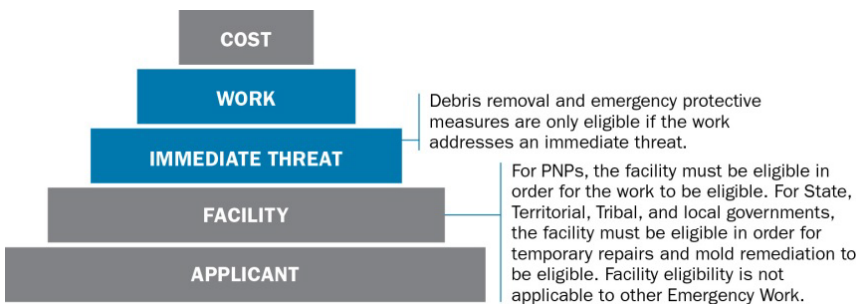 COST
WORK
IMMEDIATE THREAT
FACILITY
APPLICANT
Debris removal and emergency protective
measures are only eligible if the work
addresses an immediate threat.
For PNPs, the facility must be eligible in
order for the work to be eligible. For State,
Territorial, Tribal, and local governments,
the facility must be eligible in order for
temporary repairs and mold remediation to
be eligible. Facility eligibility is not
applicable to other Emergency Work.